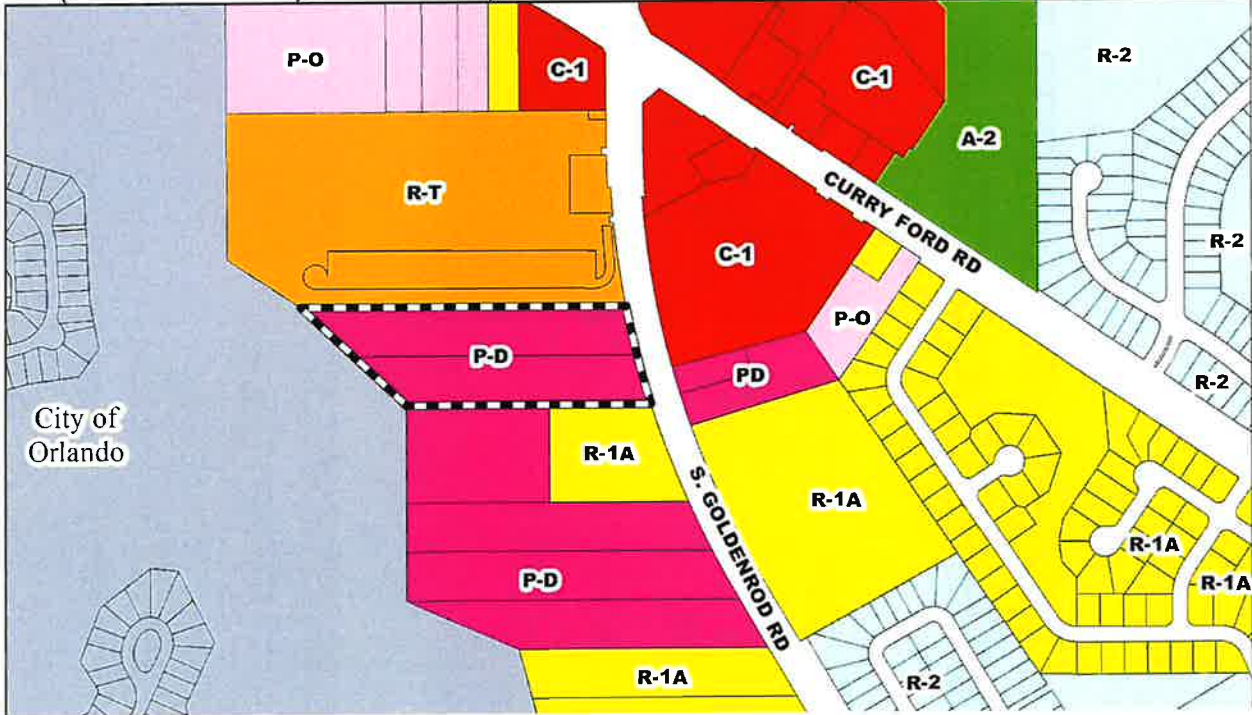 P-O
C-1
C-1
R-2
A-2
R-T
CURRY FORD RD
R-2
C-1
P-O
P-D
PD
R-2
City of
Orlando
R-1A
S. GOLDENROD RD
R-1A
R-1A
P-D
R-1A
R-1A
R-2